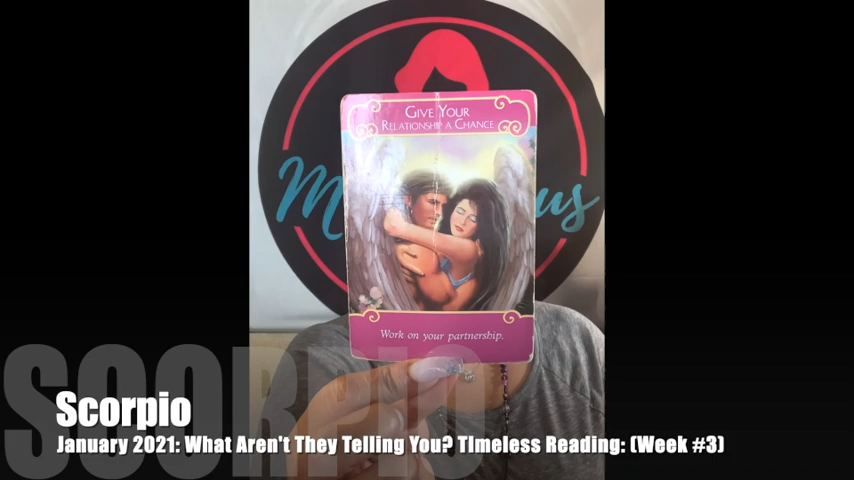 Give Your
Relationship a Chance
M
us
Work on your partnership.
SCORPIO
Scorpio
January 2021: What Aren't They Telling You? TImeless Reading: (Week #3)